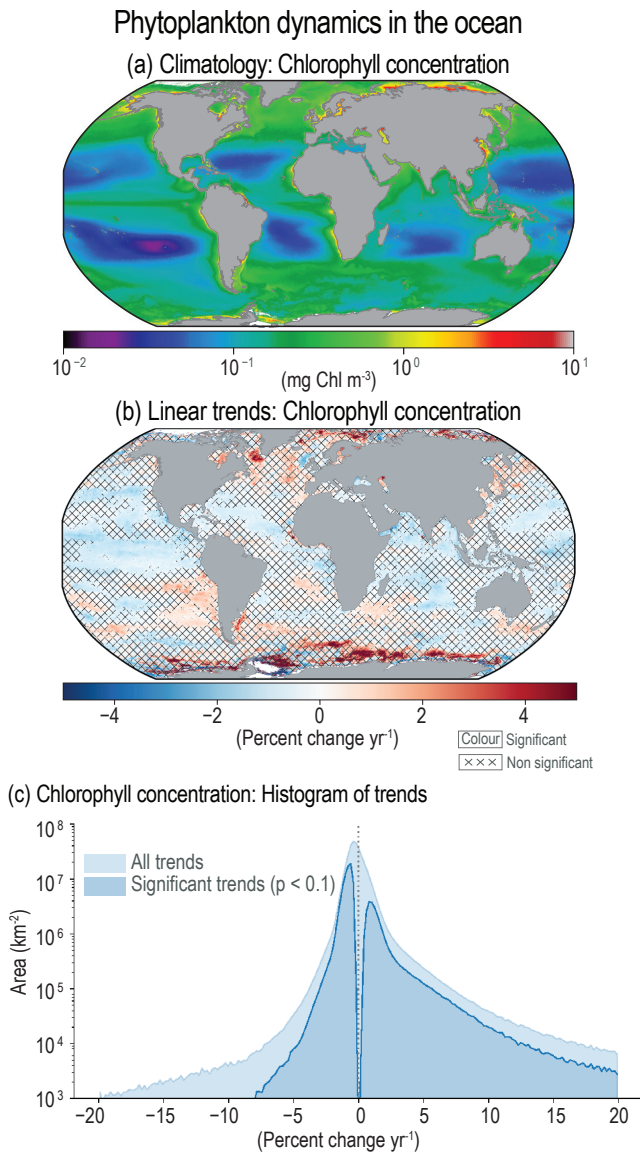 Phytoplankton dynamics in the ocean
(a) Climatology: Chlorophyll concentration
10⁻² 10⁻¹ 10⁰ 10¹
(mg Chl m⁻³)
(b) Linear trends: Chlorophyll concentration
−4 −2 0 2 4
(Percent change yr⁻¹)
Colour Significant
Non significant
(c) Chlorophyll concentration: Histogram of trends
10⁸
All trends
Significant trends (p < 0.1)
10⁷
10⁶
Area (km⁻²)
10⁵
10⁴
10³
−20 −15 −10 −5 0 5 10 15 20
(Percent change yr⁻¹)